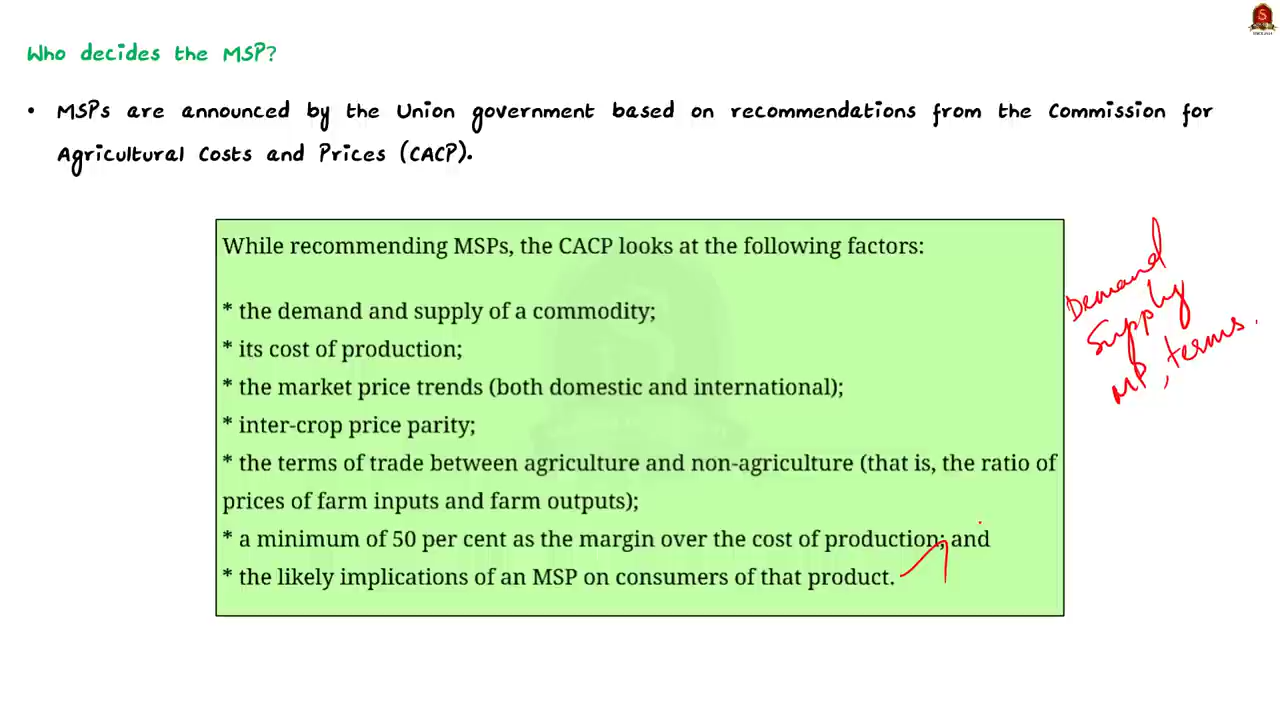 Who decides the MSP?
• MSPs are announced by the Union government based on recommendations from the Commission for
Agricultural Costs and Prices (CACP).
While recommending MSPs, the CACP looks at the following factors:
* the demand and supply of a commodity;
* its cost of production;
* the market price trends (both domestic and international);
* inter-crop price parity;
* the terms of trade between agriculture and non-agriculture (that is, the ratio of
prices of farm inputs and farm outputs);
* a minimum of 50 per cent as the margin over the cost of production; and
* the likely implications of an MSP on consumers of that product.
Demand
Supply
MP, terms.